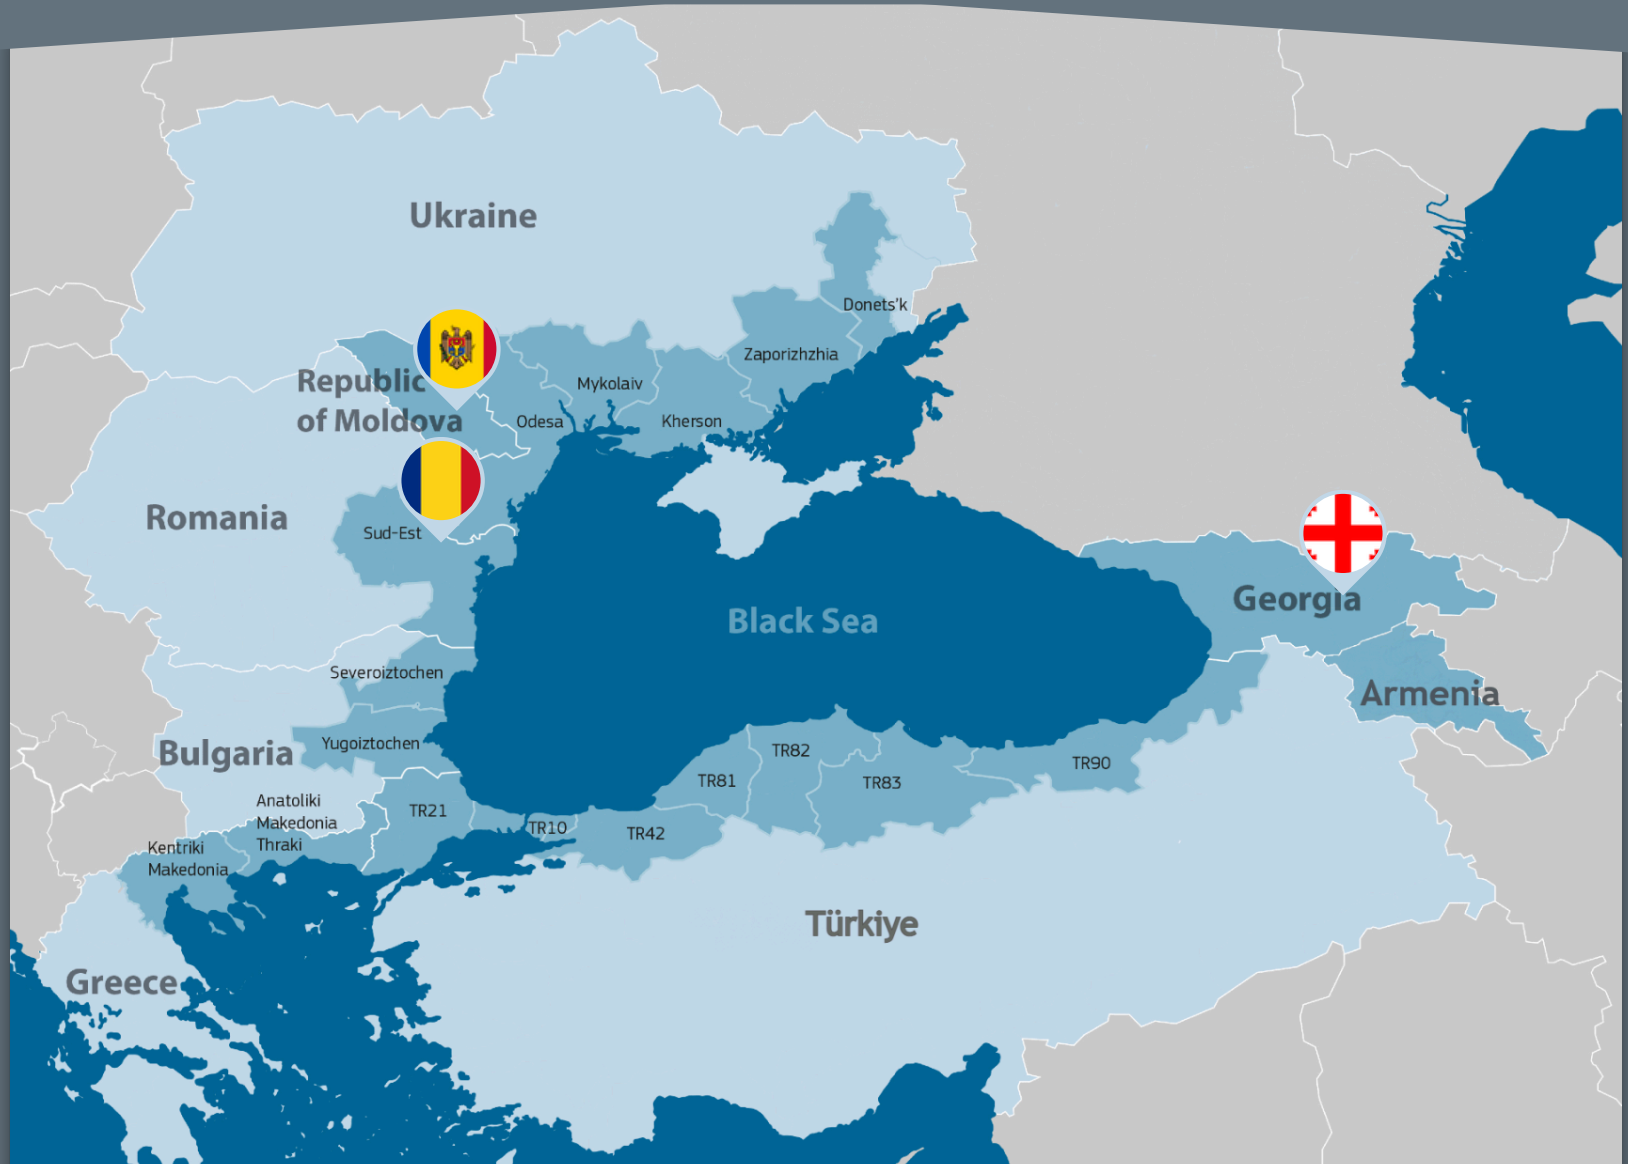 Ukraine
Donets'k
Zaporizhzhia
Republic
of Moldova
Mykolaiv
Odesa
Kherson
Romania
Sud-Est
Georgia
Black Sea
Severoiztochen
Armenia
Bulgaria
Yugoiztochen
TR82
TR90
TR81
TR83
Anatoliki
Makedonia
Thraki
TR21
TR10
TR42
Kentriki
Makedonia
Türkiye
Greece